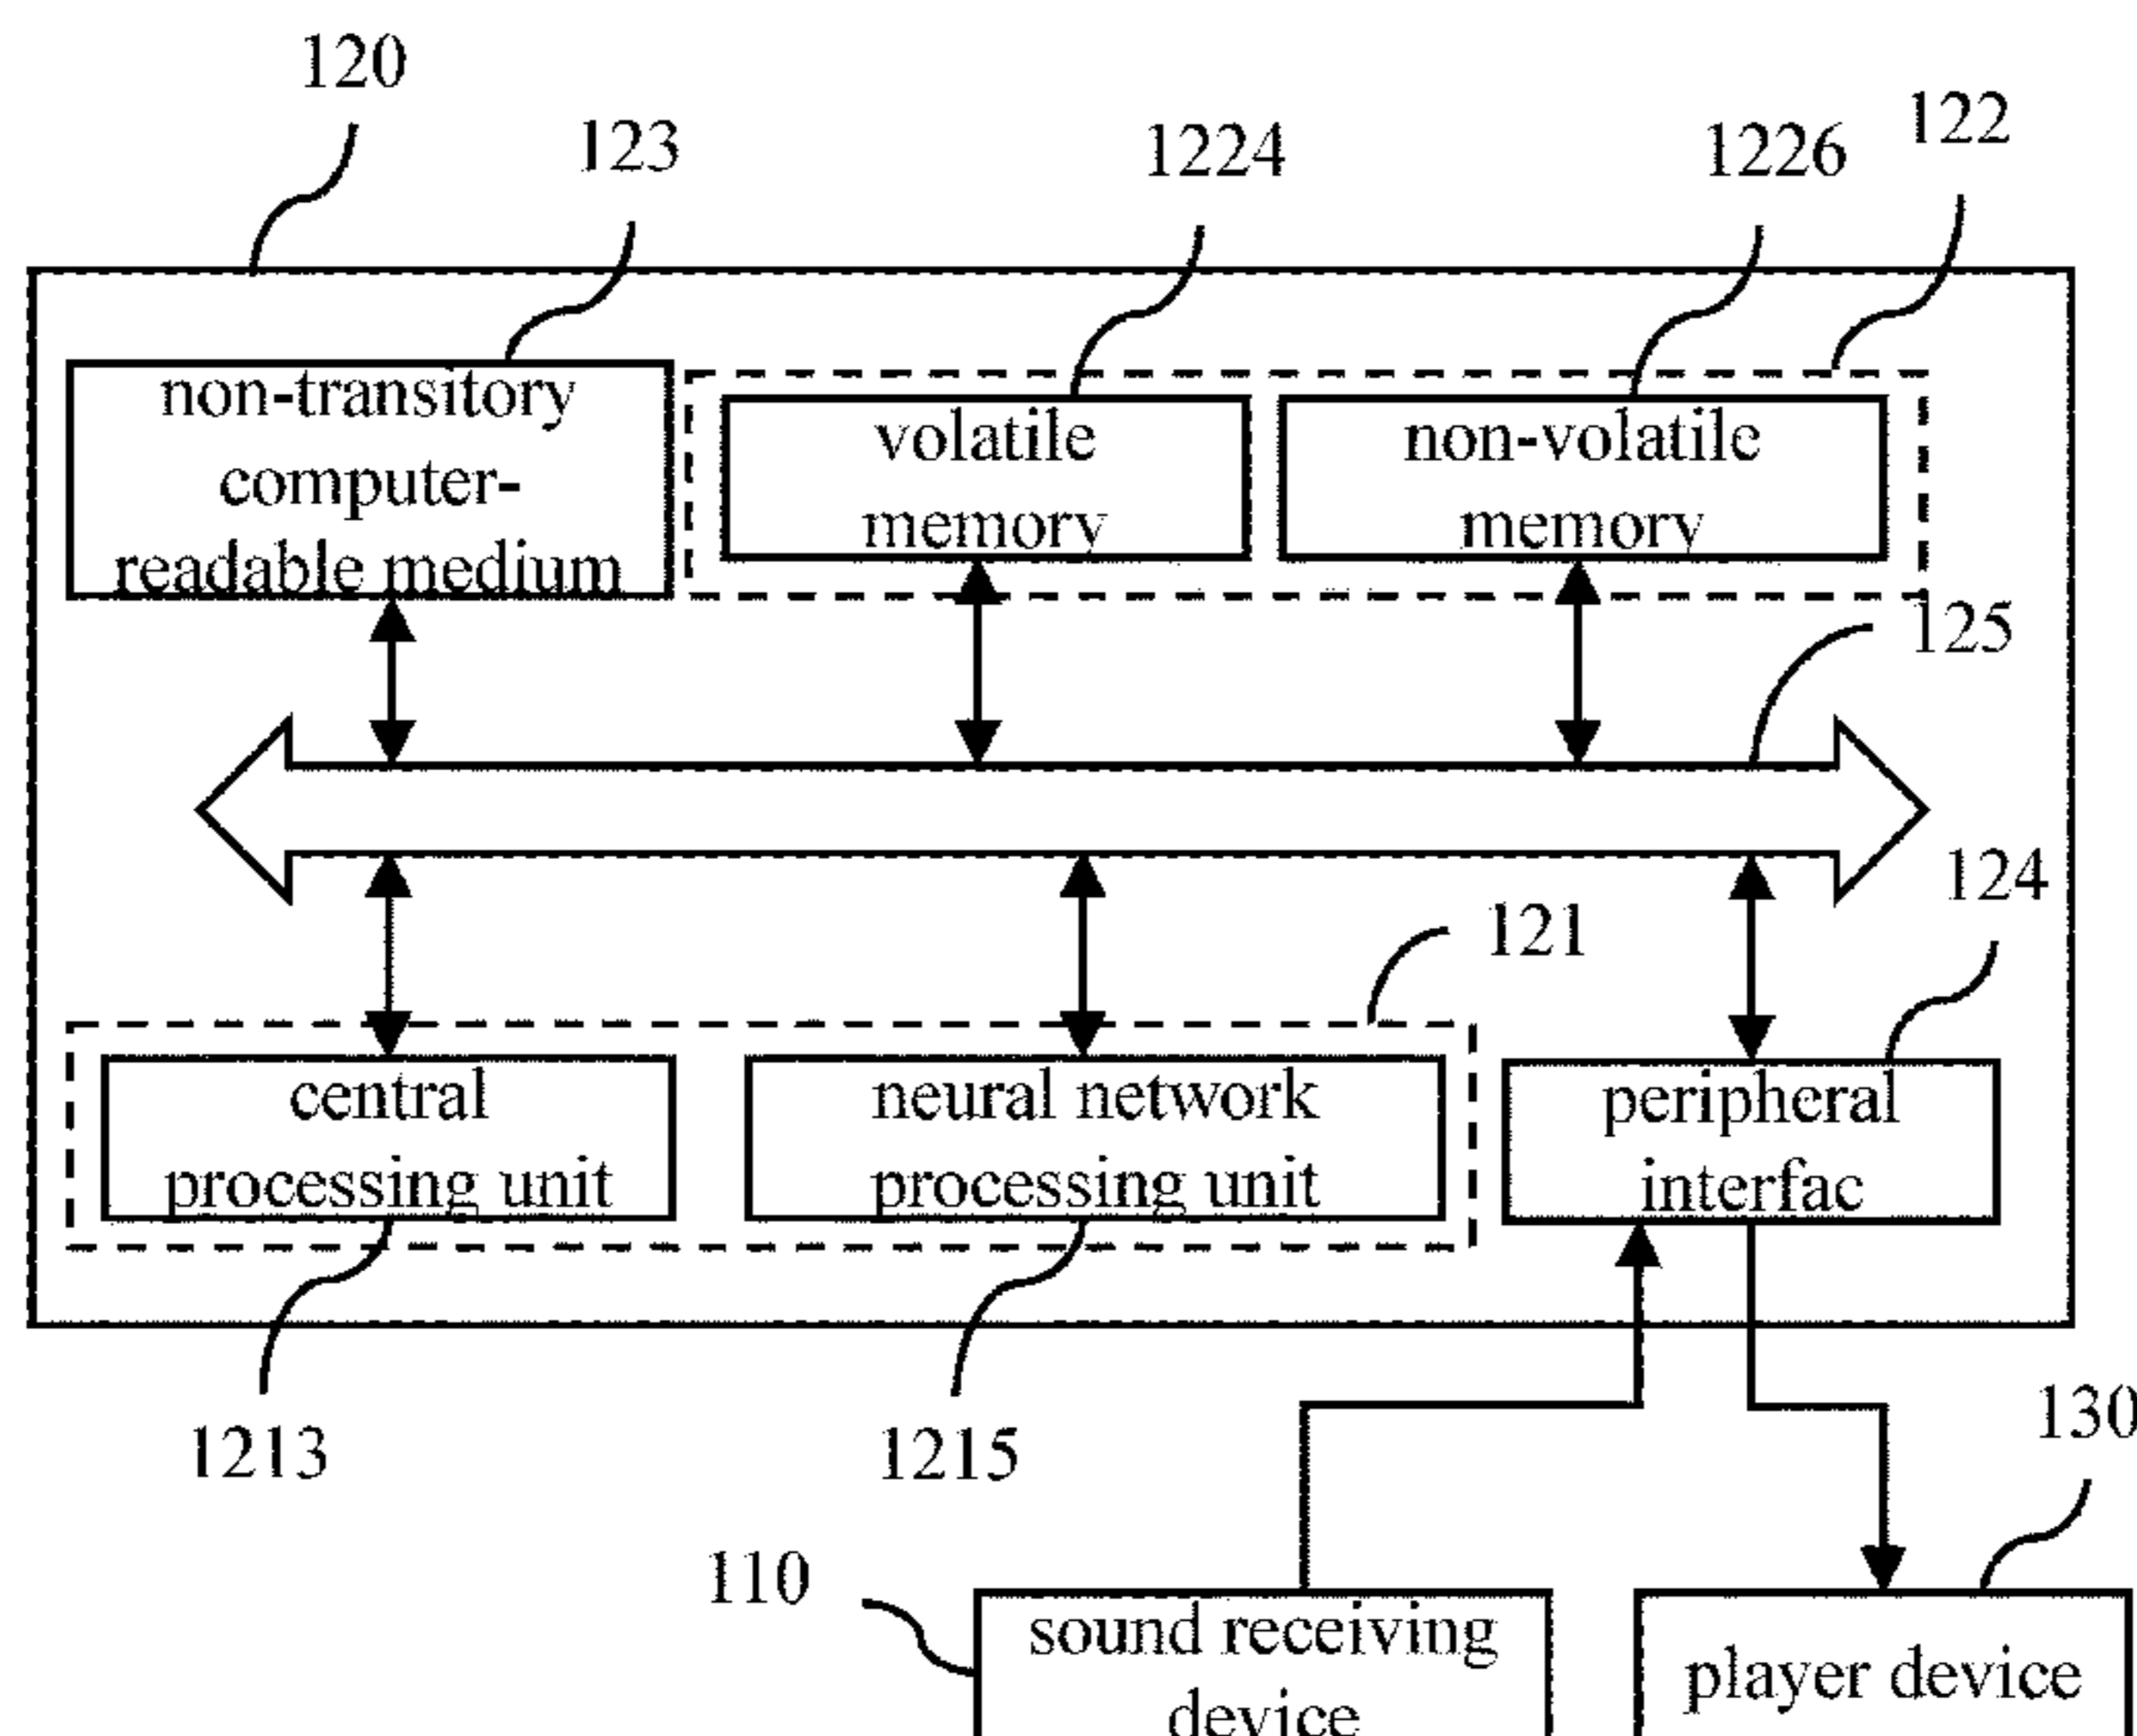 120
123
1224
1226
122
non-transitory
computer-
readable medium
volatile
memory
non-volatile
memory
125
124
121
central
processing unit
neural network
processing unit
peripheral
interfac
1213
1215
130
110
sound receiving
device
player device